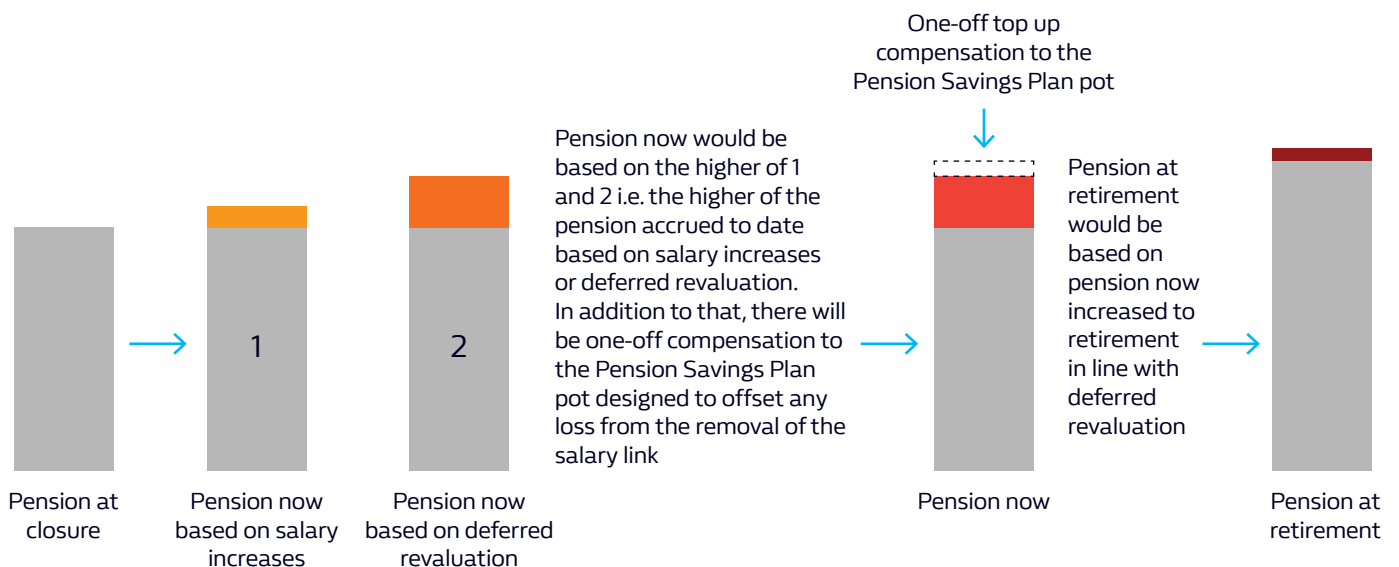 One-off top up
compensation to the
Pension Savings Plan pot
1
2
Pension now would be
based on the higher of 1
and 2 i.e. the higher of the
pension accrued to date
based on salary increases
or deferred revaluation.
In addition to that, there will
be one-off compensation to
the Pension Savings Plan
pot designed to offset any
loss from the removal of the
salary link
Pension at
retirement
would be
based on
pension now
increased to
retirement
in line with
deferred
revaluation
Pension at
closure
Pension now
based on salary
increases
Pension now
based on deferred
revaluation
Pension now
Pension at
retirement